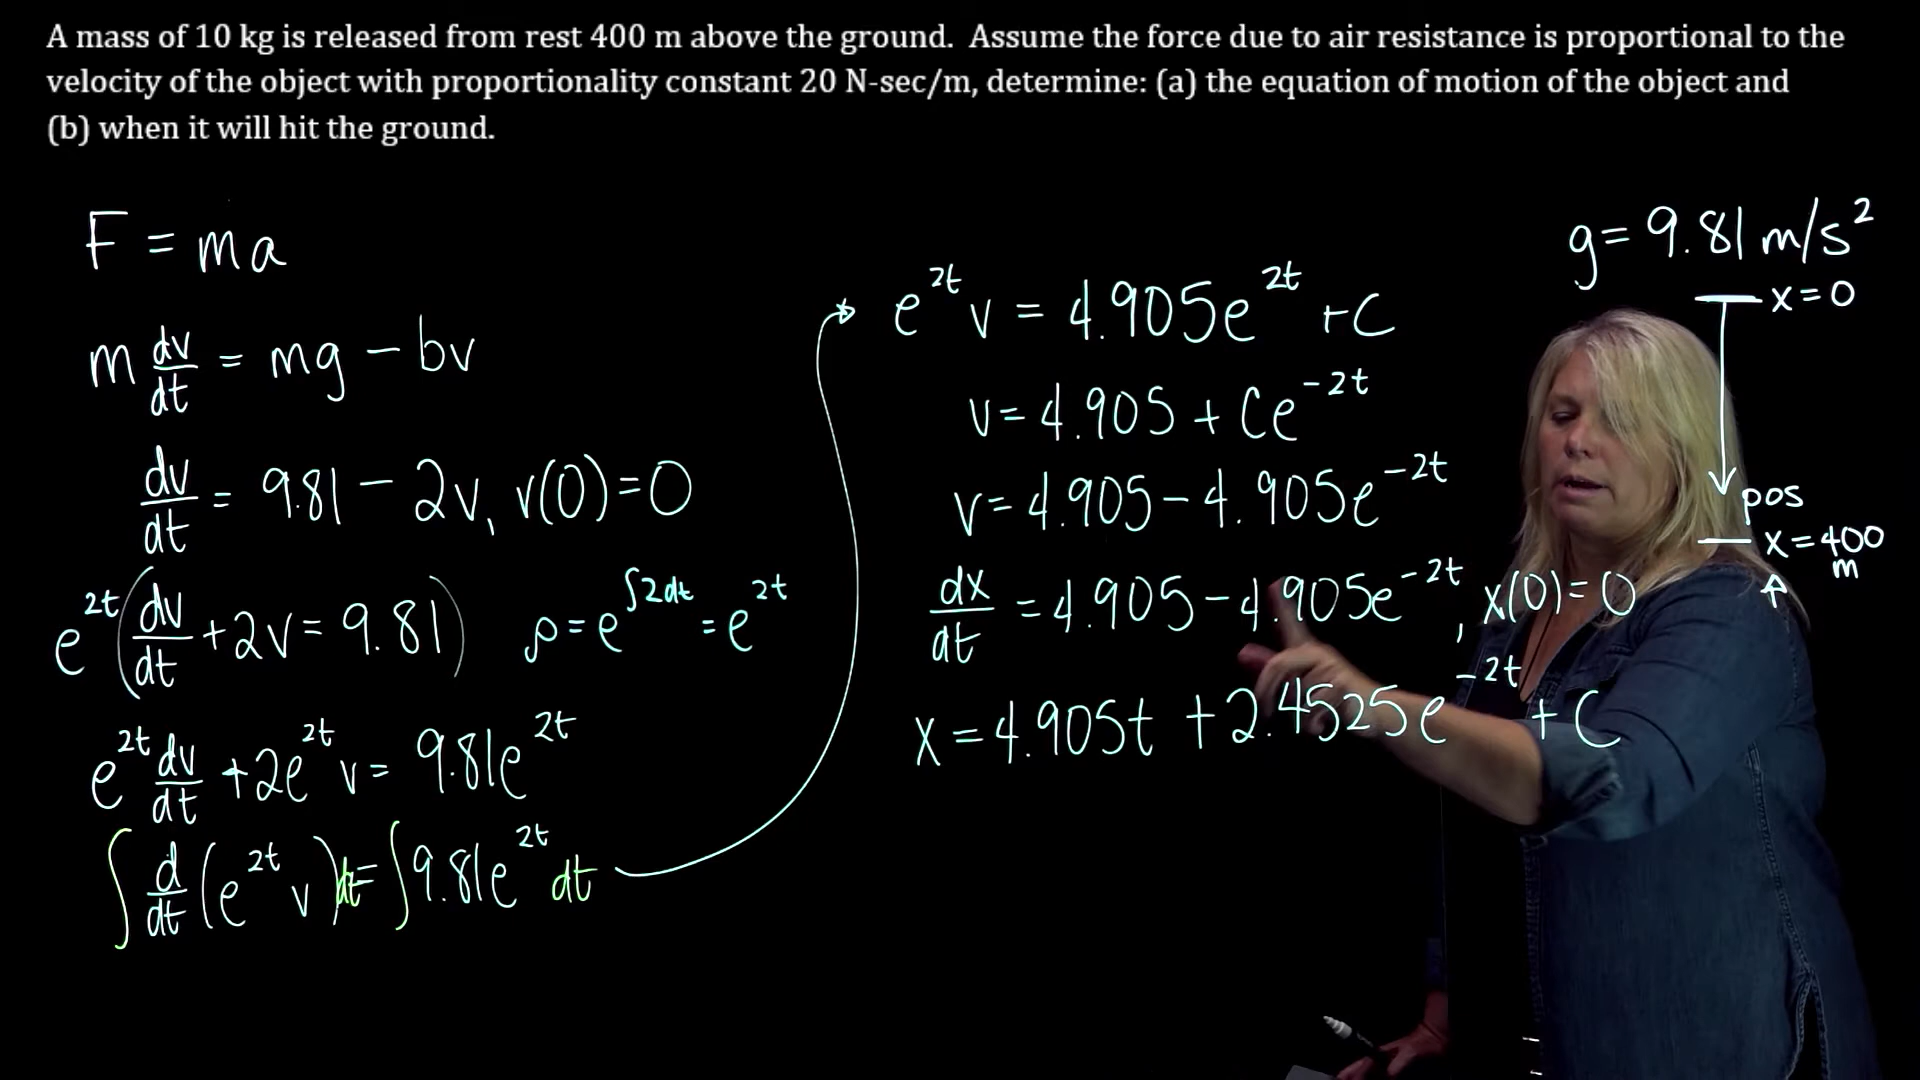 A mass of 10 kg is released from rest 400 m above the ground. Assume the force due to air resistance is proportional to the
velocity of the object with proportionality constant 20 N-sec/m, determine: (a) the equation of motion of the object and
(b) when it will hit the ground.
F = ma
m dv/dt = mg - bv
dv/dt = 9.81 - 2v, v(0)=0
e^2t (dv/dt + 2v = 9.81) ρ = e^∫2dt = e^2t
e^2t dv/dt + 2e^2t v = 9.81e^2t
∫ d/dt (e^2t v)dt = ∫9.81e^2t dt
e^2t v = 4.905e^2t + C
v = 4.905 + Ce^-2t
v = 4.905 - 4.905e^-2t
dx/dt = 4.905 - 4.905e^-2t, x(0)=0
x = 4.905t + 2.4525e^-2t + C
g = 9.81 m/s^2
x=0
pos
x=400
m